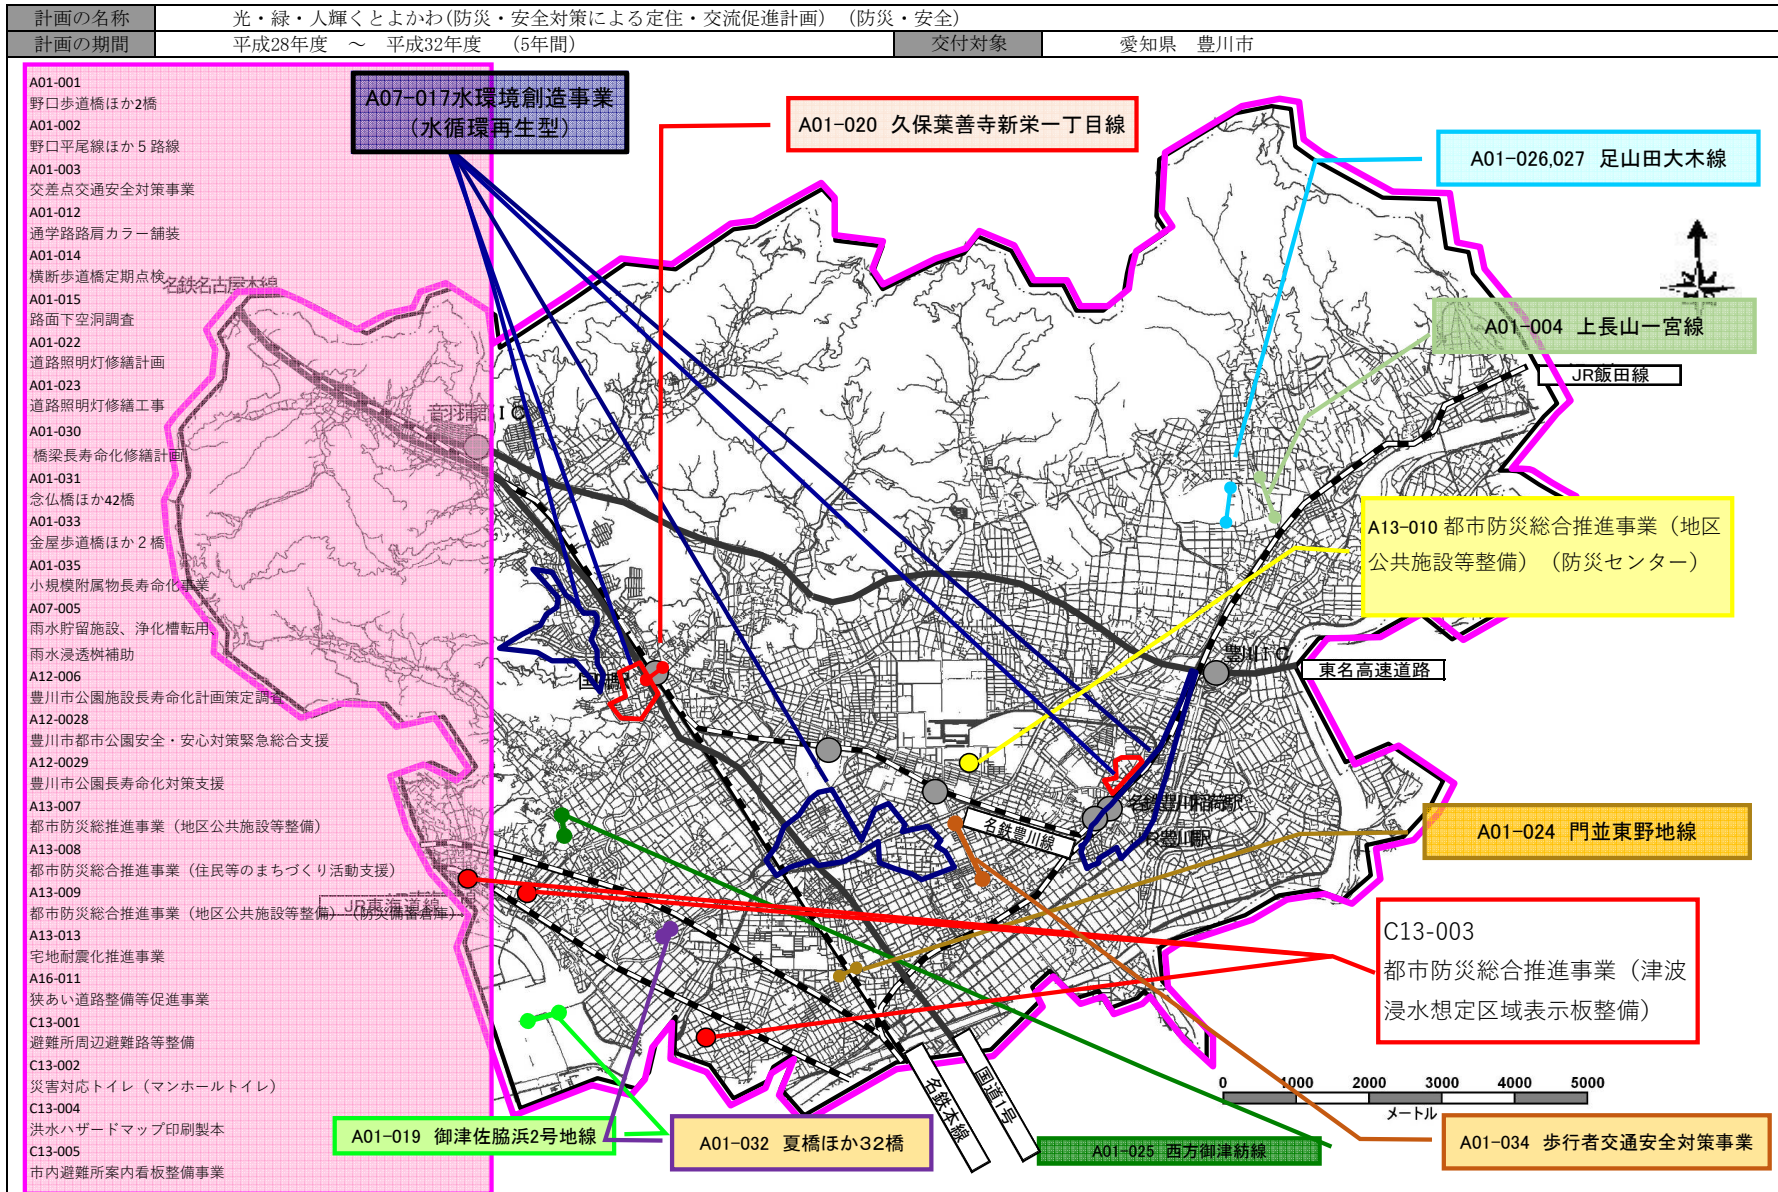 計画の名称 光・緑・人輝くとよかわ(防災・安全対策による定住・交流促進計画) (防災・安全)
計画の期間 平成28年度 ～ 平成32年度 (5年間) 交付対象 愛知県 豊川市
A01-001
野口歩道橋ほか2橋
A01-002
野口平尾線ほか５路線
A01-003
交差点交通安全対策事業
A01-012
通学路路肩カラー舗装
A01-014
横断歩道橋定期点検
A01-015
路面下空洞調査
A01-022
道路照明灯修繕計画
A01-023
道路照明灯修繕工事
A01-030
橋梁長寿命化修繕計画
A01-031
念仏橋ほか42橋
A01-033
金屋歩道橋ほか２橋
A01-035
小規模附属物長寿命化事業
A07-005
雨水貯留施設、浄化槽転用、
雨水浸透桝補助
A12-006
豊川市公園施設長寿命化計画策定調査
A12-0028
豊川市都市公園安全・安心対策緊急総合支援
A12-0029
豊川市公園長寿命化対策支援
A13-007
都市防災総推進事業（地区公共施設等整備）
A13-008
都市防災総合推進事業（住民等のまちづくり活動支援）
A13-009
都市防災総合推進事業（地区公共施設等整備）（防災備蓄倉庫）
A13-013
宅地耐震化推進事業
A16-011
狭あい道路整備等促進事業
C13-001
避難所周辺避難路等整備
C13-002
災害対応トイレ（マンホールトイレ）
C13-004
洪水ハザードマップ印刷製本
C13-005
市内避難所案内看板整備事業
A07-017水環境創造事業
（水循環再生型）
A01-020 久保葉善寺新栄一丁目線
A01-026,027 足山田大木線
A01-004 上長山一宮線
JR飯田線
A13-010 都市防災総合推進事業（地区
公共施設等整備）（防災センター）
名鉄名古屋本線
豊川ＩＣ
東名高速道路
名鉄豊川線
JR東海道線
A01-024 門並東野地線
C13-003
都市防災総合推進事業（津波
浸水想定区域表示板整備）
名鉄本線
国道1号
0 1000 2000 3000 4000 5000
メートル
A01-019 御津佐脇浜2号地線
A01-032 夏橋ほか32橋
A01-025 西方御津紡線
A01-034 歩行者交通安全対策事業